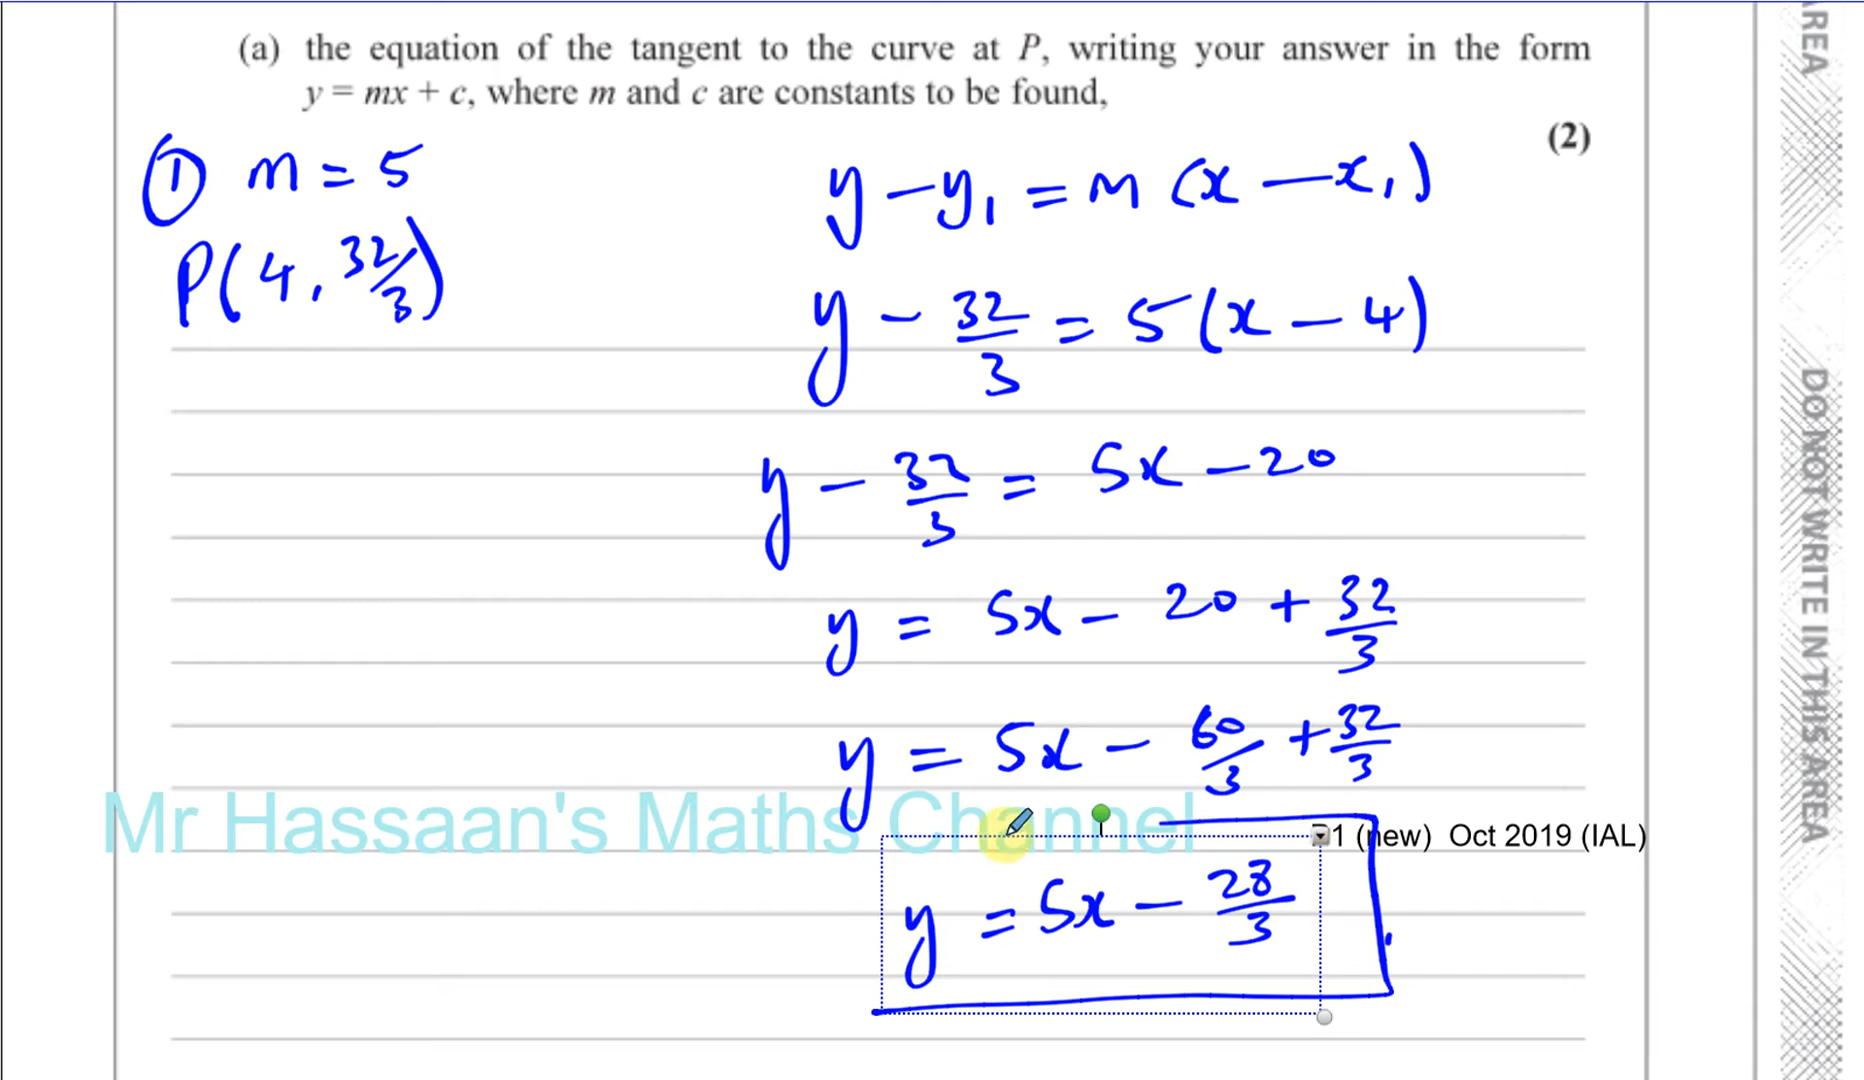 (a) the equation of the tangent to the curve at P, writing your answer in the form
y = mx + c, where m and c are constants to be found,
(2)
① m = 5
P(4, 32/3)
y - y₁ = m (x - x₁)
y - 32/3 = 5(x - 4)
y - 32/3 = 5x - 20
y = 5x - 20 + 32/3
y = 5x - 60/3 + 32/3
Mr Hassaan's Maths Channel
1 (new) Oct 2019 (IAL)
y = 5x - 28/3
AREA
DO NOT WRITE IN THIS AREA